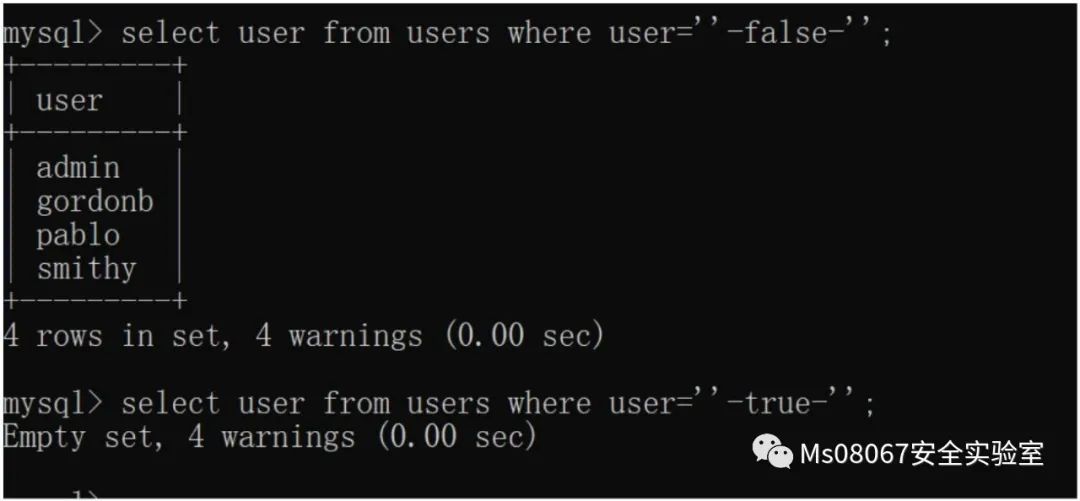 mysql> select user from users where user=''-false-'';
+---------+
| user    |
+---------+
| admin   |
| gordonb |
| pablo   |
| smithy  |
+---------+
4 rows in set, 4 warnings (0.00 sec)
mysql> select user from users where user=''-true-'';
Empty set, 4 warnings (0.00 sec)
Ms08067安全实验室